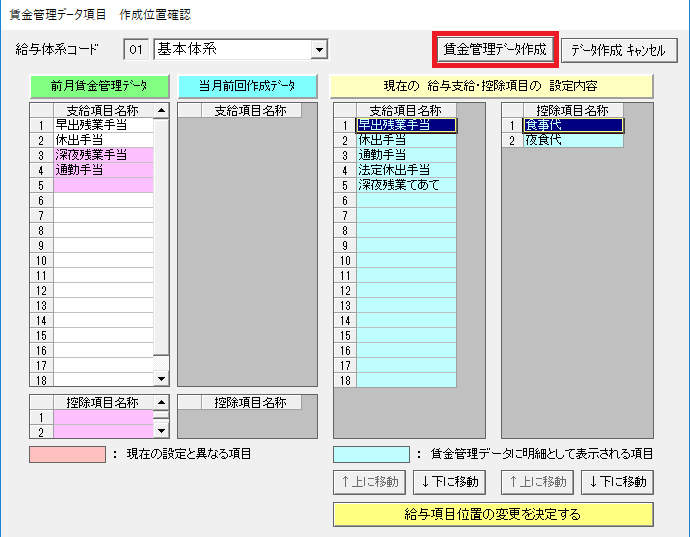 賃金管理データ項目　作成位置確認
給与体系コード 01 基本体系 賃金管理データ作成 データ作成 キャンセル
前月賃金管理データ 当月前回作成データ 現在の 給与支給・控除項目の 設定内容
支給項目名称 支給項目名称 支給項目名称 控除項目名称
1 早出残業手当 1 早出残業手当 1 食事代
2 休出手当 2 休出手当 2 夜食代
3 深夜残業手当 3 通勤手当
4 通勤手当 4 法定休出手当
5 5 深夜残業てあて
6 6
7 7
8 8
9 9
10 10
11 11
12 12
13 13
14 14
15 15
16 16
17 17
18 18
控除項目名称 控除項目名称
1
2
： 現在の設定と異なる項目 ： 賃金管理データに明細として表示される項目
↑上に移動 ↓下に移動 ↑上に移動 ↓下に移動
給与項目位置の変更を決定する